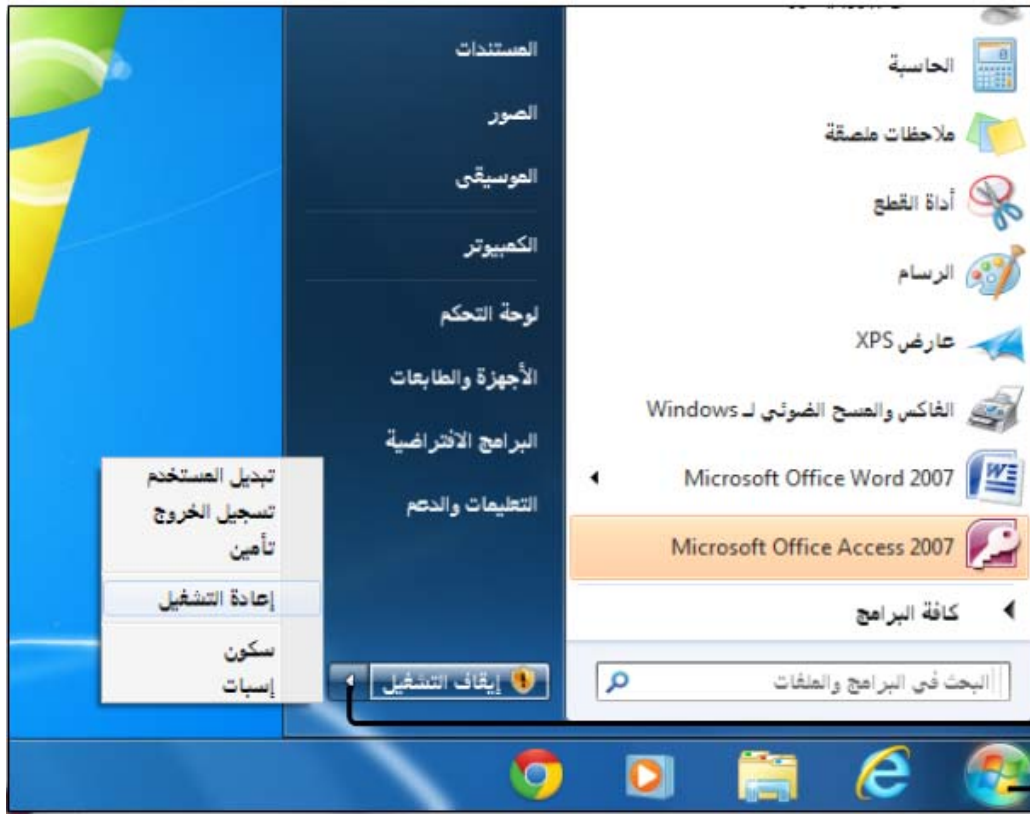 الحاسبة
ملاحظات ملصقة
أداة القطع
الرسام
عارض XPS
الفاكس والمسح الضوئي لـ Windows
Microsoft Office Word 2007
Microsoft Office Access 2007
كافة البرامج
البحث في البرامج والملفات
المستندات
الصور
الموسيقى
الكمبيوتر
لوحة التحكم
الأجهزة والطابعات
البرامج الافتراضية
التعليمات والدعم
إيقاف التشغيل
تبديل المستخدم
تسجيل الخروج
تأمين
إعادة التشغيل
سكون
إسبات